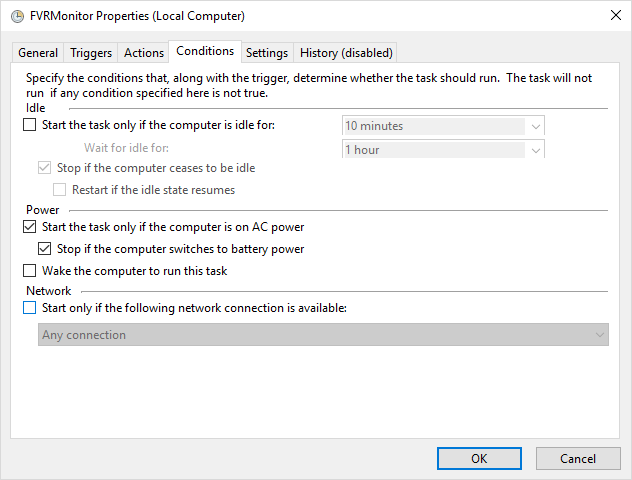 FVRMonitor Properties (Local Computer)
General Triggers Actions Conditions Settings History (disabled)
Specify the conditions that, along with the trigger, determine whether the task should run. The task will not
run if any condition specified here is not true.
Idle
Start the task only if the computer is idle for: 10 minutes
Wait for idle for: 1 hour
Stop if the computer ceases to be idle
Restart if the idle state resumes
Power
Start the task only if the computer is on AC power
Stop if the computer switches to battery power
Wake the computer to run this task
Network
Start only if the following network connection is available:
Any connection
OK Cancel